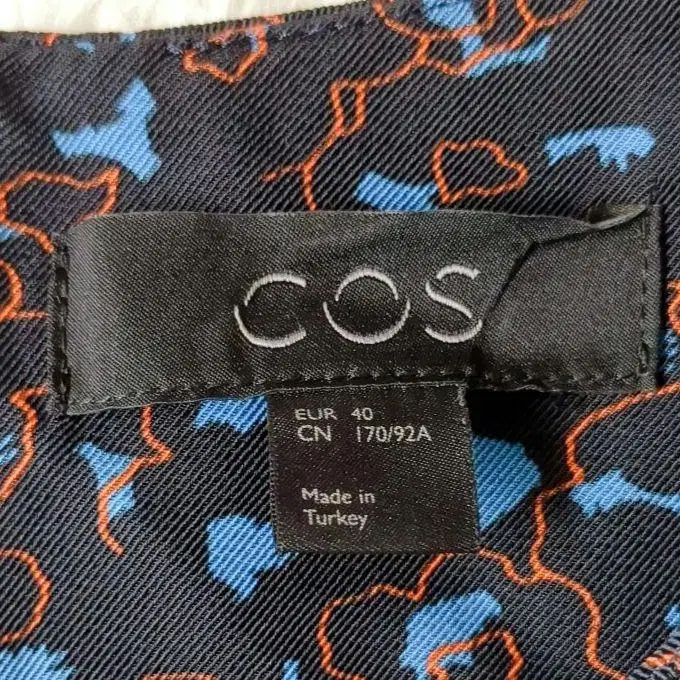 COS
EUR 40
CN 170/92A
Made in
Turkey